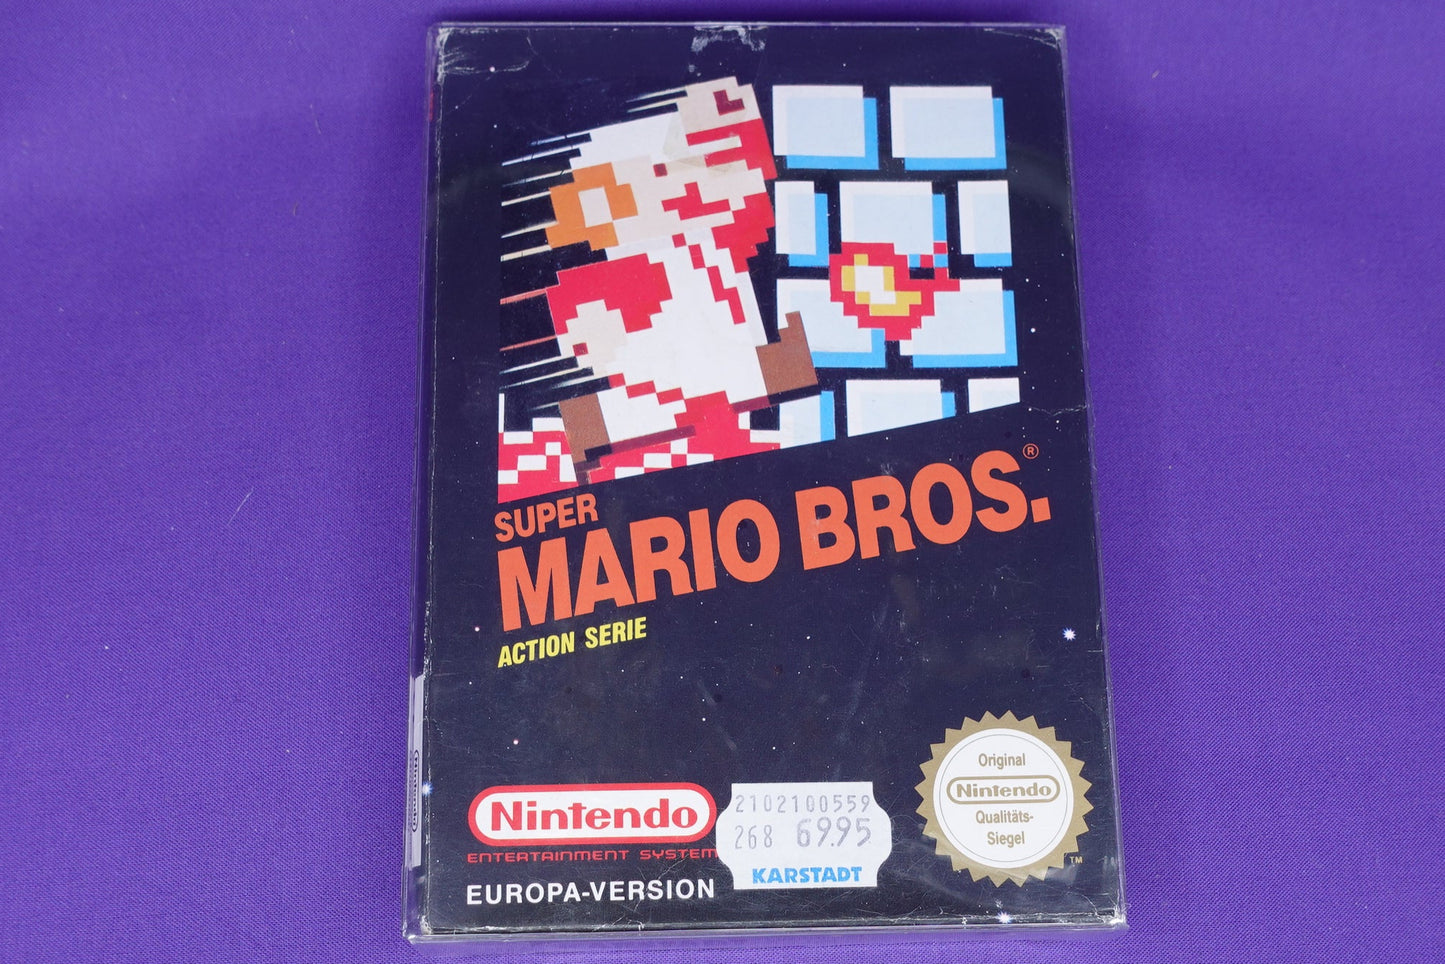 SUPER
MARIO BROS.®
ACTION SERIE
Nintendo
ENTERTAINMENT SYSTEM
EUROPA-VERSION
2102100559
268 69.95
KARSTADT
Original
Nintendo
Qualitäts-
Siegel
TM